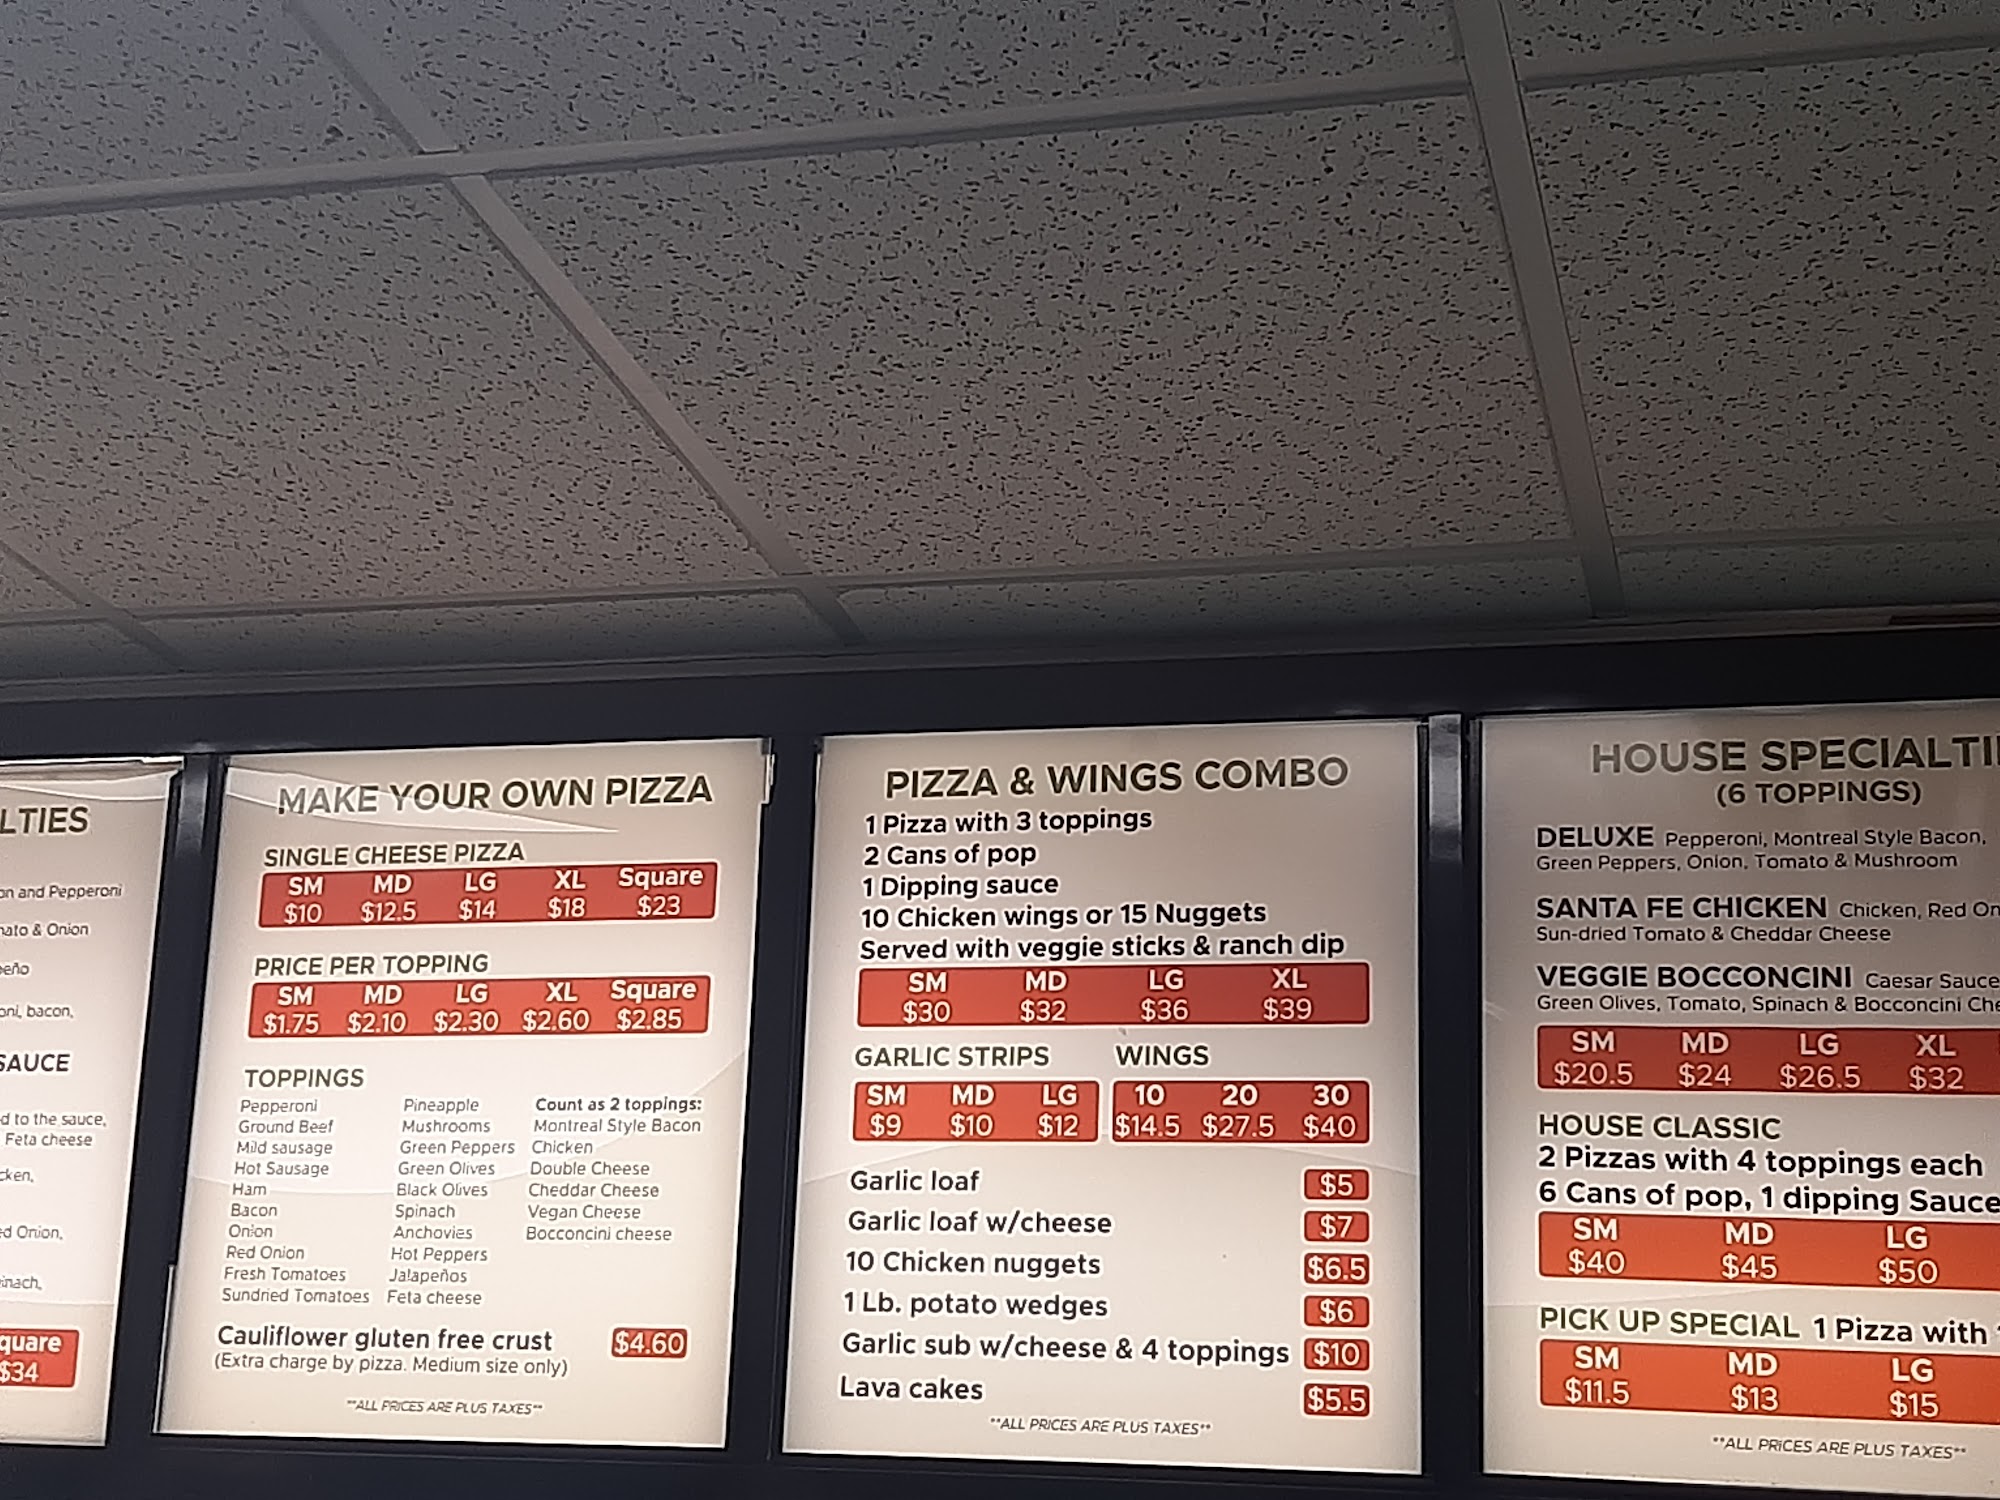 LTIES
on and Pepperoni
mato & Onion
peño
oni, bacon,
SAUCE
d to the sauce,
Feta cheese
cken,
ed Onion,
inach,
quare
$34
MAKE YOUR OWN PIZZA
SINGLE CHEESE PIZZA
SM MD LG XL Square
$10 $12.5 $14 $18 $23
PRICE PER TOPPING
SM MD LG XL Square
$1.75 $2.10 $2.30 $2.60 $2.85
TOPPINGS
Pepperoni
Ground Beef
Mild sausage
Hot Sausage
Ham
Bacon
Onion
Red Onion
Fresh Tomatoes
Sundried Tomatoes
Pineapple
Mushrooms
Green Peppers
Green Olives
Black Olives
Spinach
Anchovies
Hot Peppers
Jalapeños
Feta cheese
Count as 2 toppings:
Montreal Style Bacon
Chicken
Double Cheese
Cheddar Cheese
Vegan Cheese
Bocconcini cheese
Cauliflower gluten free crust $4.60
(Extra charge by pizza. Medium size only)
**ALL PRICES ARE PLUS TAXES**
PIZZA & WINGS COMBO
1 Pizza with 3 toppings
2 Cans of pop
1 Dipping sauce
10 Chicken wings or 15 Nuggets
Served with veggie sticks & ranch dip
SM MD LG XL
$30 $32 $36 $39
GARLIC STRIPS
SM MD LG
$9 $10 $12
WINGS
10 20 30
$14.5 $27.5 $40
Garlic loaf $5
Garlic loaf w/cheese $7
10 Chicken nuggets $6.5
1 Lb. potato wedges $6
Garlic sub w/cheese & 4 toppings $10
Lava cakes $5.5
**ALL PRICES ARE PLUS TAXES**
HOUSE SPECIALTI
(6 TOPPINGS)
DELUXE Pepperoni, Montreal Style Bacon,
Green Peppers, Onion, Tomato & Mushroom
SANTA FE CHICKEN Chicken, Red On
Sun-dried Tomato & Cheddar Cheese
VEGGIE BOCCONCINI Caesar Sauce
Green Olives, Tomato, Spinach & Bocconcini Che
SM MD LG XL
$20.5 $24 $26.5 $32
HOUSE CLASSIC
2 Pizzas with 4 toppings each
6 Cans of pop, 1 dipping Sauce
SM MD LG
$40 $45 $50
PICK UP SPECIAL 1 Pizza with
SM MD LG
$11.5 $13 $15
**ALL PRICES ARE PLUS TAXES**